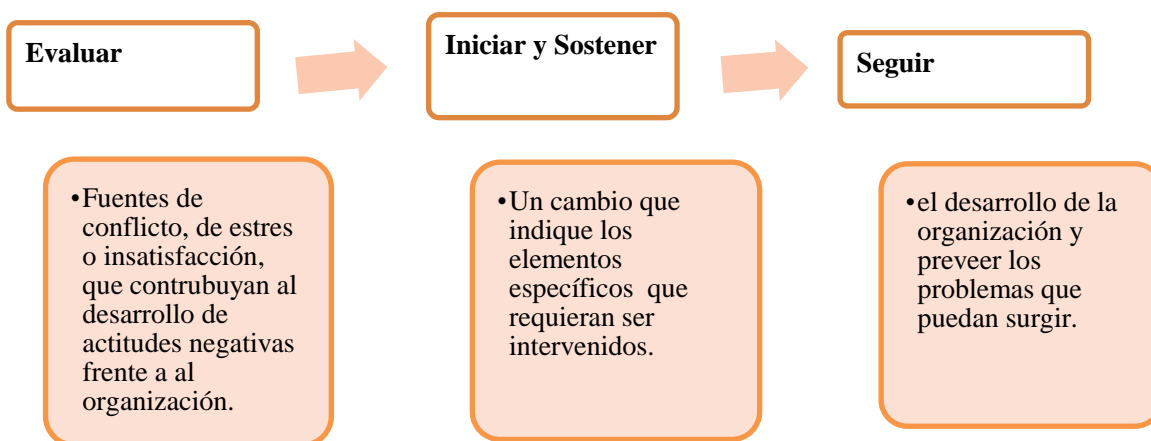 Evaluar
Iniciar y Sostener
Seguir
•Fuentes de
conflicto, de estres
o insatisfacción,
que contrubuyan al
desarrollo de
actitudes negativas
frente a al
organización.
•Un cambio que
indique los
elementos
específicos que
requieran ser
intervenidos.
•el desarrollo de la
organización y
preveer los
problemas que
puedan surgir.